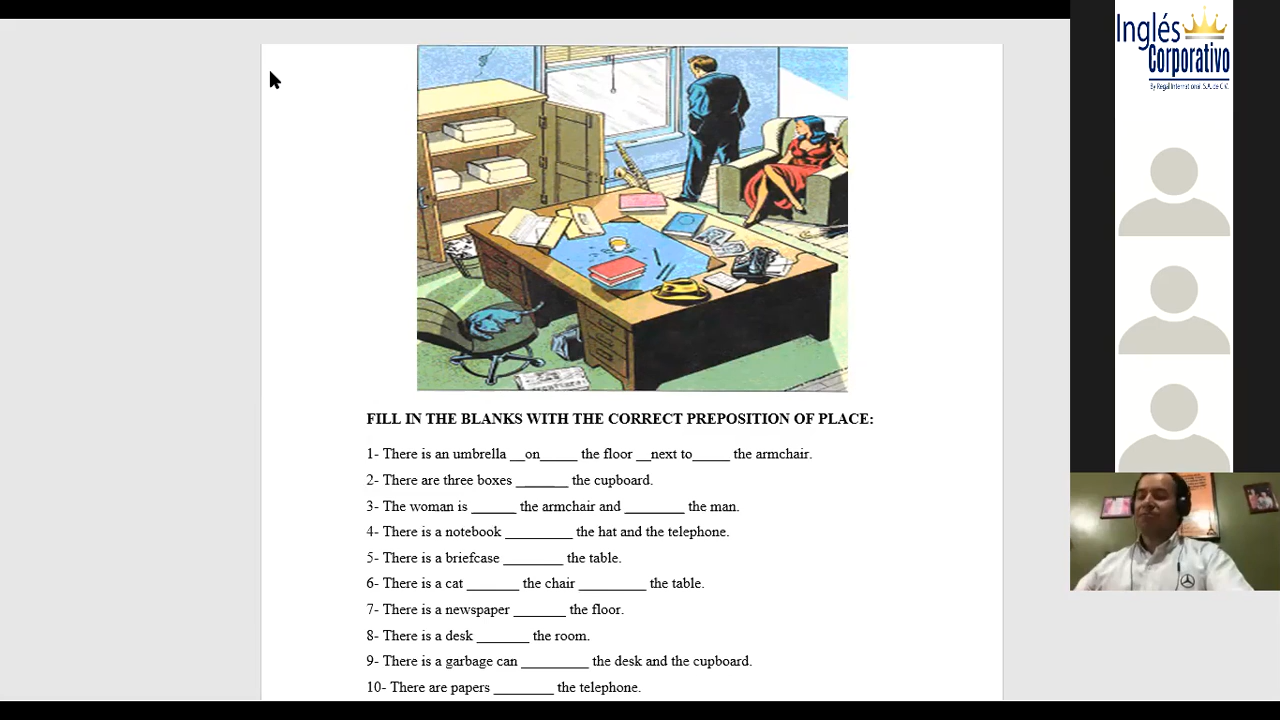 Inglés
Corporativo
By Regal International S.A. de C.V.
FILL IN THE BLANKS WITH THE CORRECT PREPOSITION OF PLACE:
1- There is an umbrella __on_____ the floor __next to_____ the armchair.
2- There are three boxes _______ the cupboard.
3- The woman is ______ the armchair and ________ the man.
4- There is a notebook _________ the hat and the telephone.
5- There is a briefcase ________ the table.
6- There is a cat _______ the chair _________ the table.
7- There is a newspaper _______ the floor.
8- There is a desk _______ the room.
9- There is a garbage can _________ the desk and the cupboard.
10- There are papers ________ the telephone.